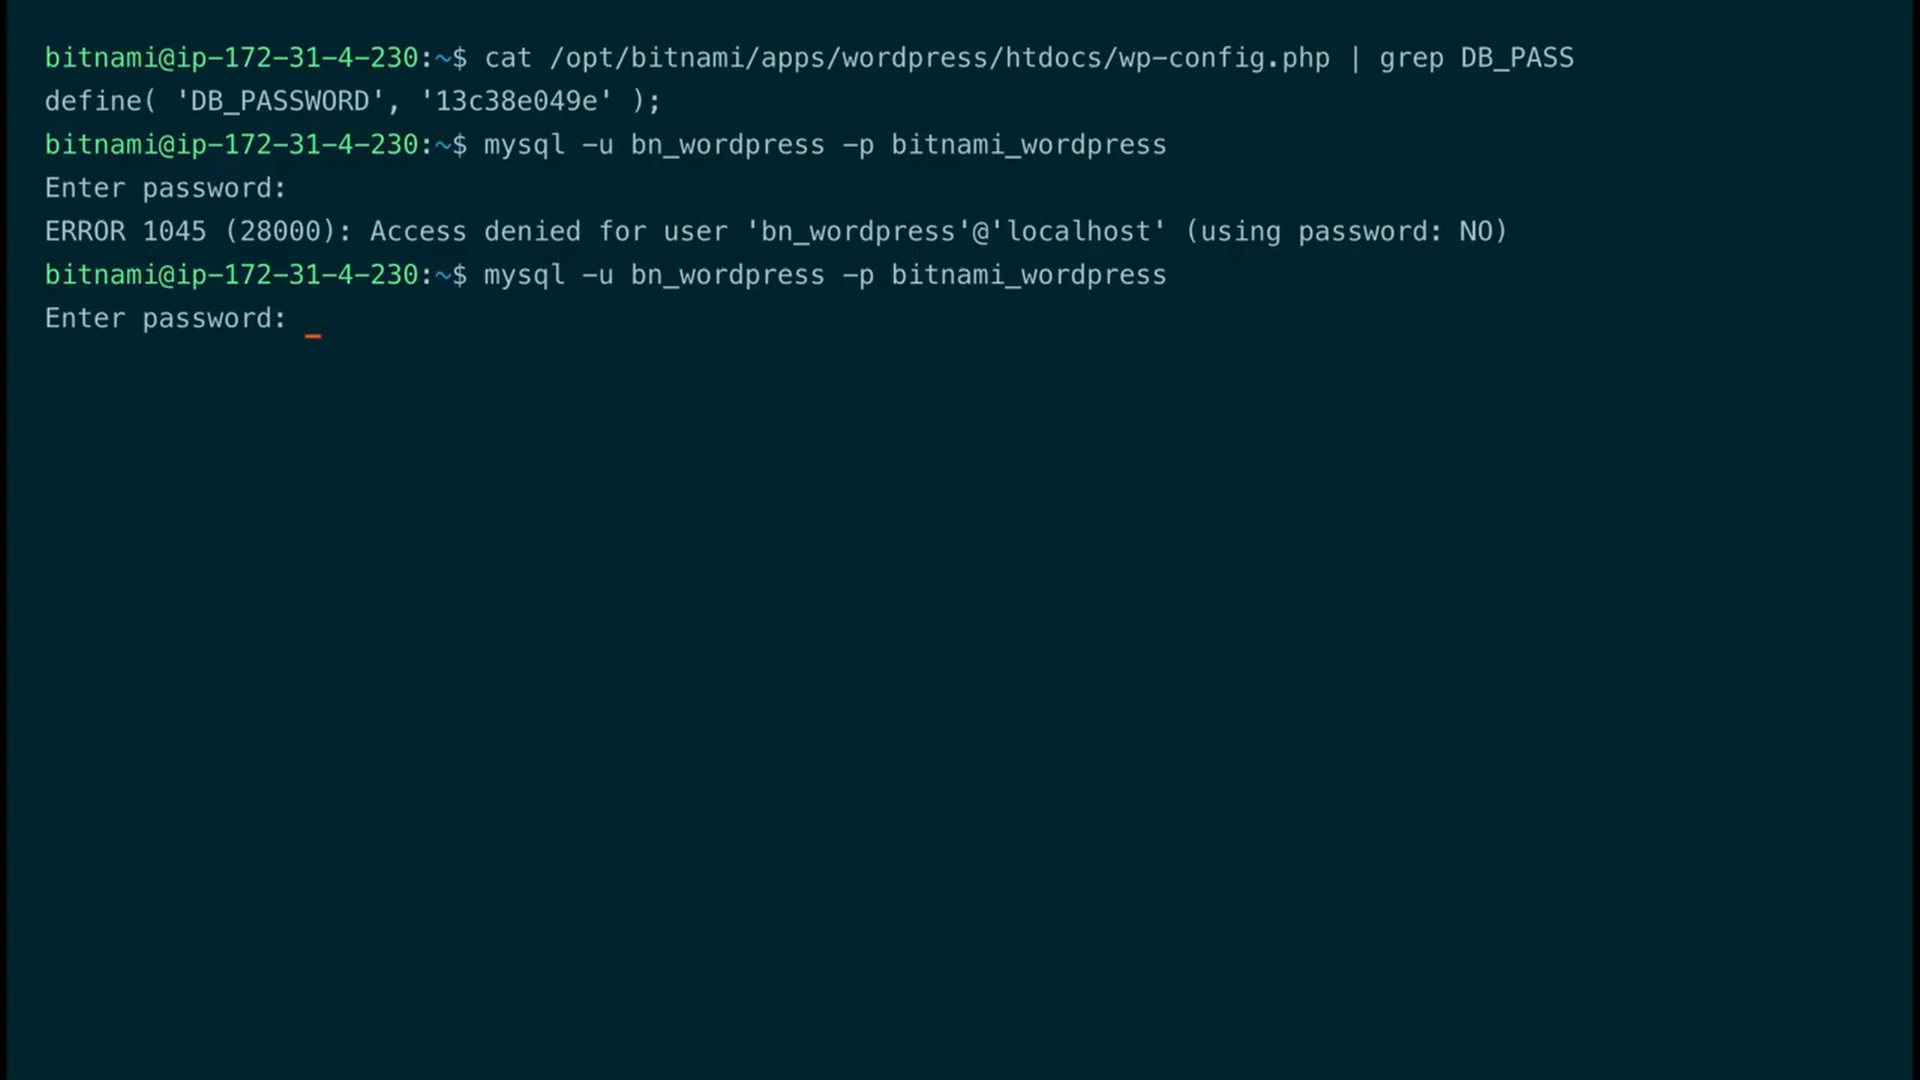 bitnami@ip-172-31-4-230:~$ cat /opt/bitnami/apps/wordpress/htdocs/wp-config.php | grep DB_PASS
define( 'DB_PASSWORD', '13c38e049e' );
bitnami@ip-172-31-4-230:~$ mysql -u bn_wordpress -p bitnami_wordpress
Enter password:
ERROR 1045 (28000): Access denied for user 'bn_wordpress'@'localhost' (using password: NO)
bitnami@ip-172-31-4-230:~$ mysql -u bn_wordpress -p bitnami_wordpress
Enter password: